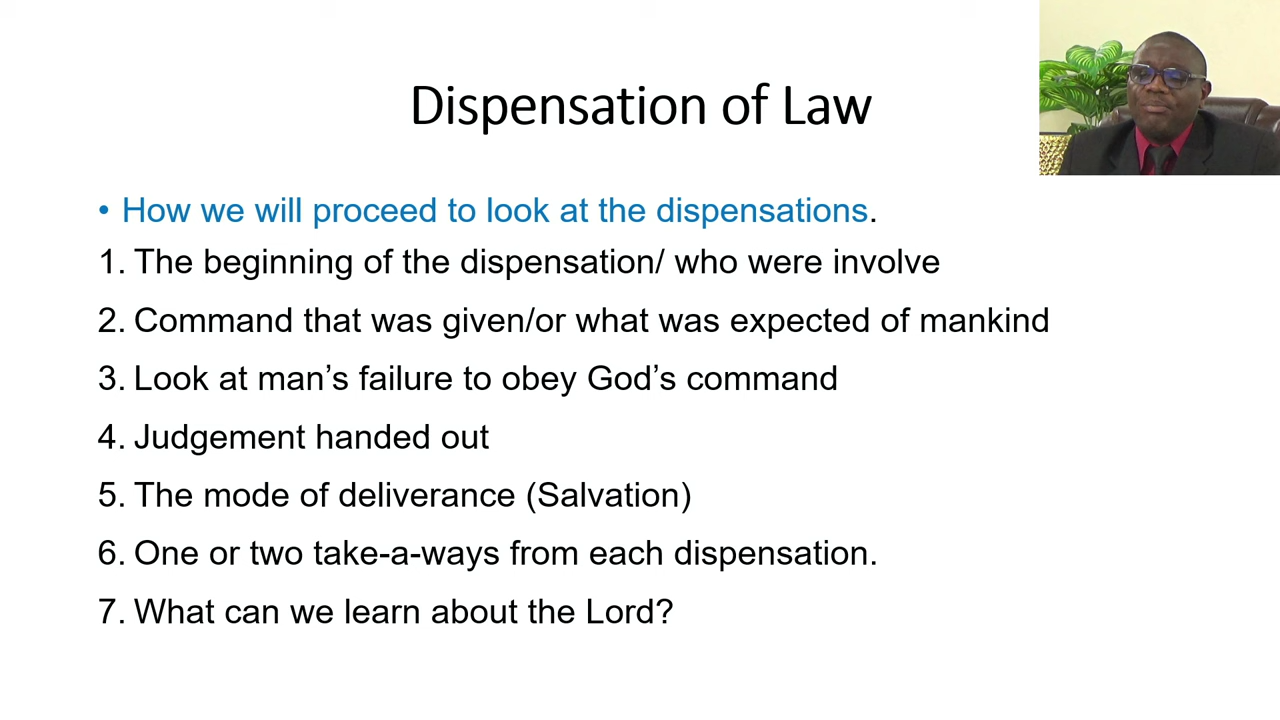 Dispensation of Law
• How we will proceed to look at the dispensations.
1. The beginning of the dispensation/ who were involve
2. Command that was given/or what was expected of mankind
3. Look at man’s failure to obey God’s command
4. Judgement handed out
5. The mode of deliverance (Salvation)
6. One or two take-a-ways from each dispensation.
7. What can we learn about the Lord?